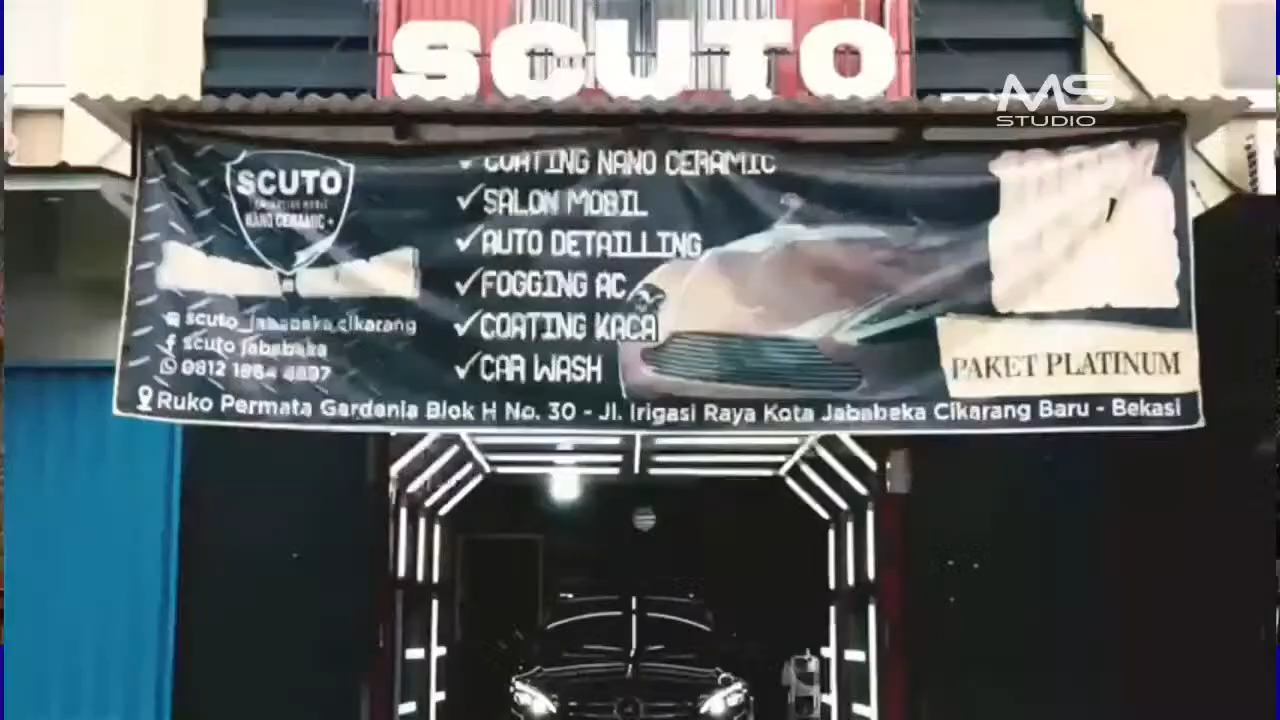 SCUTO
MS
STUDIO
SCUTO
NANO CERAMIC +
COATING NANO CERAMIC
✓SALON MOBIL
✓AUTO DETAILLING
✓FOGGING AC
✓COATING KACA
✓CAR WASH
scuto_jababeka.cikarang
scuto jababeka
0812
PAKET PLATINUM
Ruko Permata Gardenia Blok H No. 30 - Jl. Irigasi Raya Kota Jababeka Cikarang Baru - Bekasi